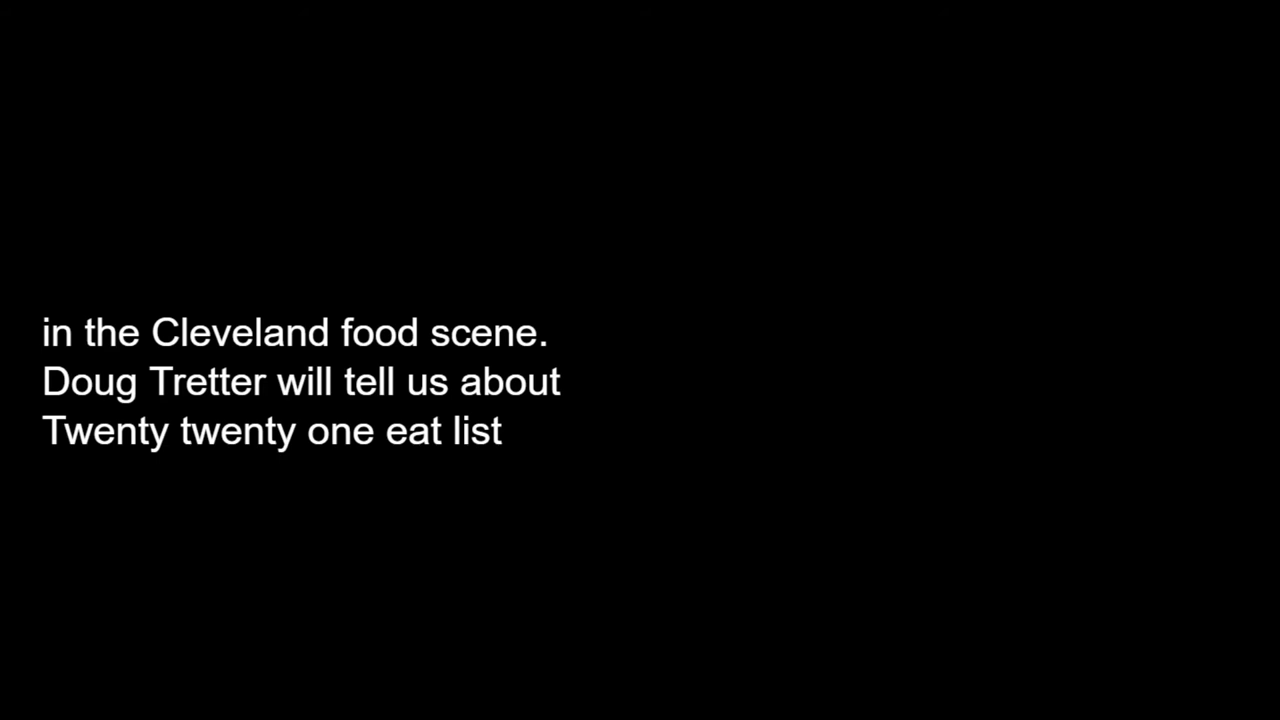 in the Cleveland food scene.
Doug Tretter will tell us about
Twenty twenty one eat list